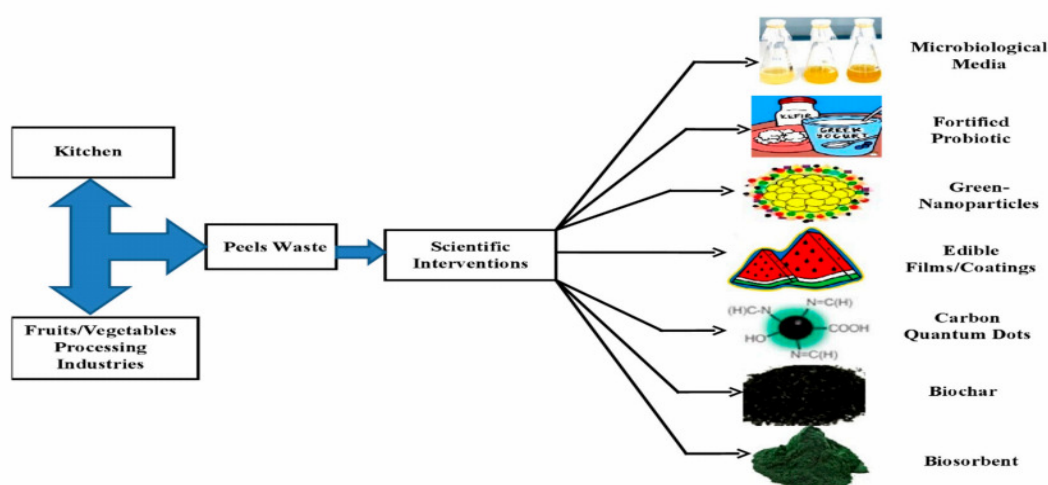 Kitchen
Fruits/Vegetables
Processing
Industries
Peels Waste
Scientific
Interventions
Microbiological
Media
KEFIR
GREEK
YOGURT
Fortified
Probiotic
Green-
Nanoparticles
Edible
Films/Coatings
(H)C-N
N=C(H)
HO
COOH
N=C(H)
Carbon
Quantum Dots
Biochar
Biosorbent